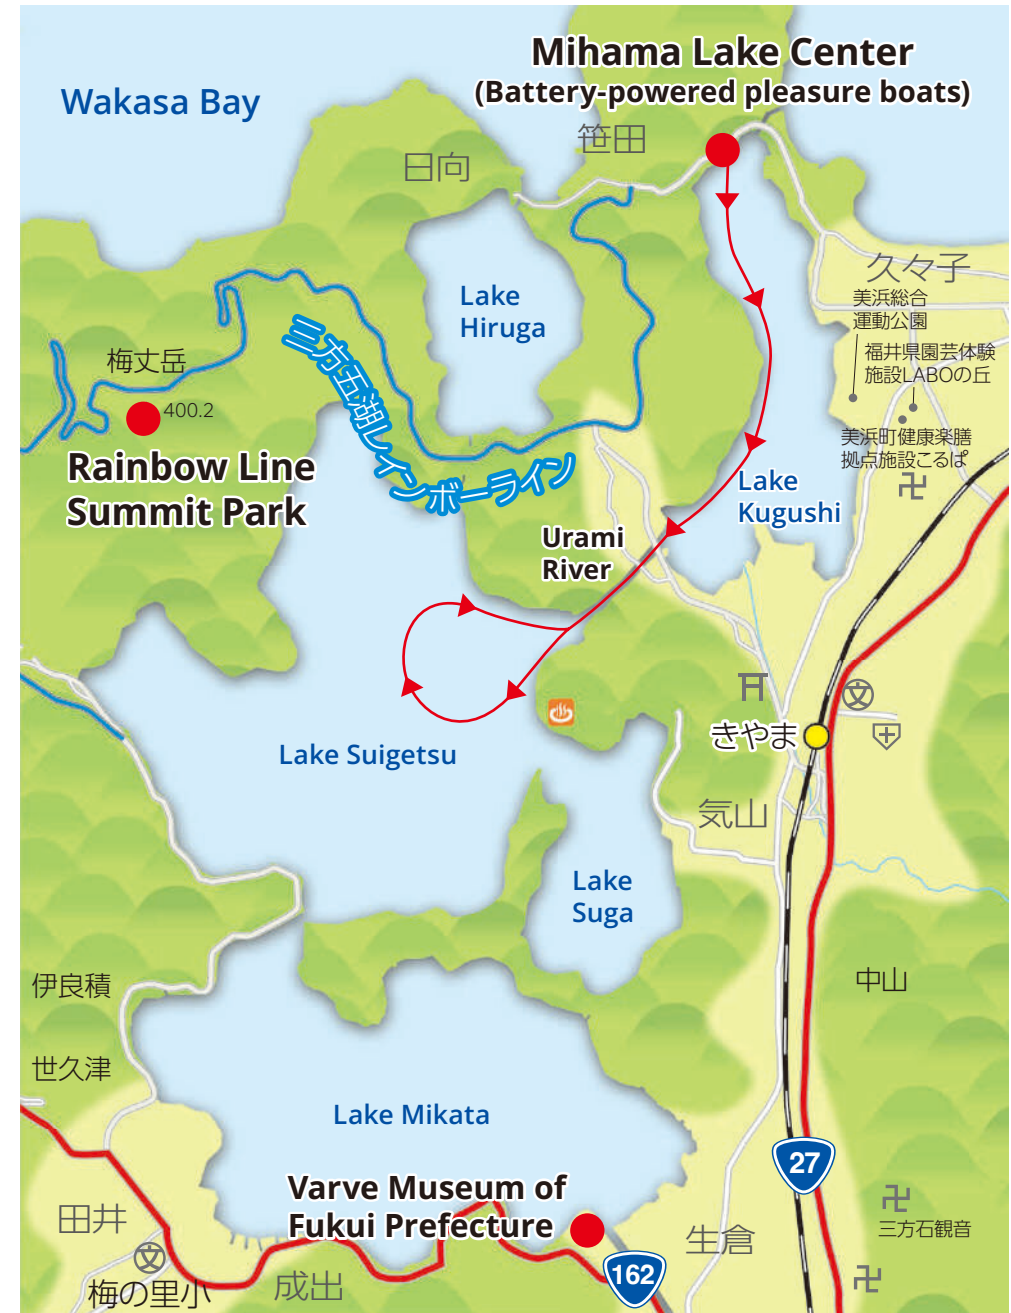 Mihama Lake Center
(Battery-powered pleasure boats)
Wakasa Bay
笹田
日向
久々子
美浜総合
運動公園
Lake
Hiruga
福井県園芸体験
施設LABOの丘
梅丈岳
400.2
三方五湖レインボーライン
美浜町健康楽膳
拠点施設こるぱ
Rainbow Line
Summit Park
Lake
Kugushi
Urami
River
文
きやま
Lake Suigetsu
気山
Lake
Suga
伊良積
中山
世久津
Lake Mikata
27
Varve Museum of
Fukui Prefecture
田井
三方石観音
生倉
文
162
成出
梅の里小